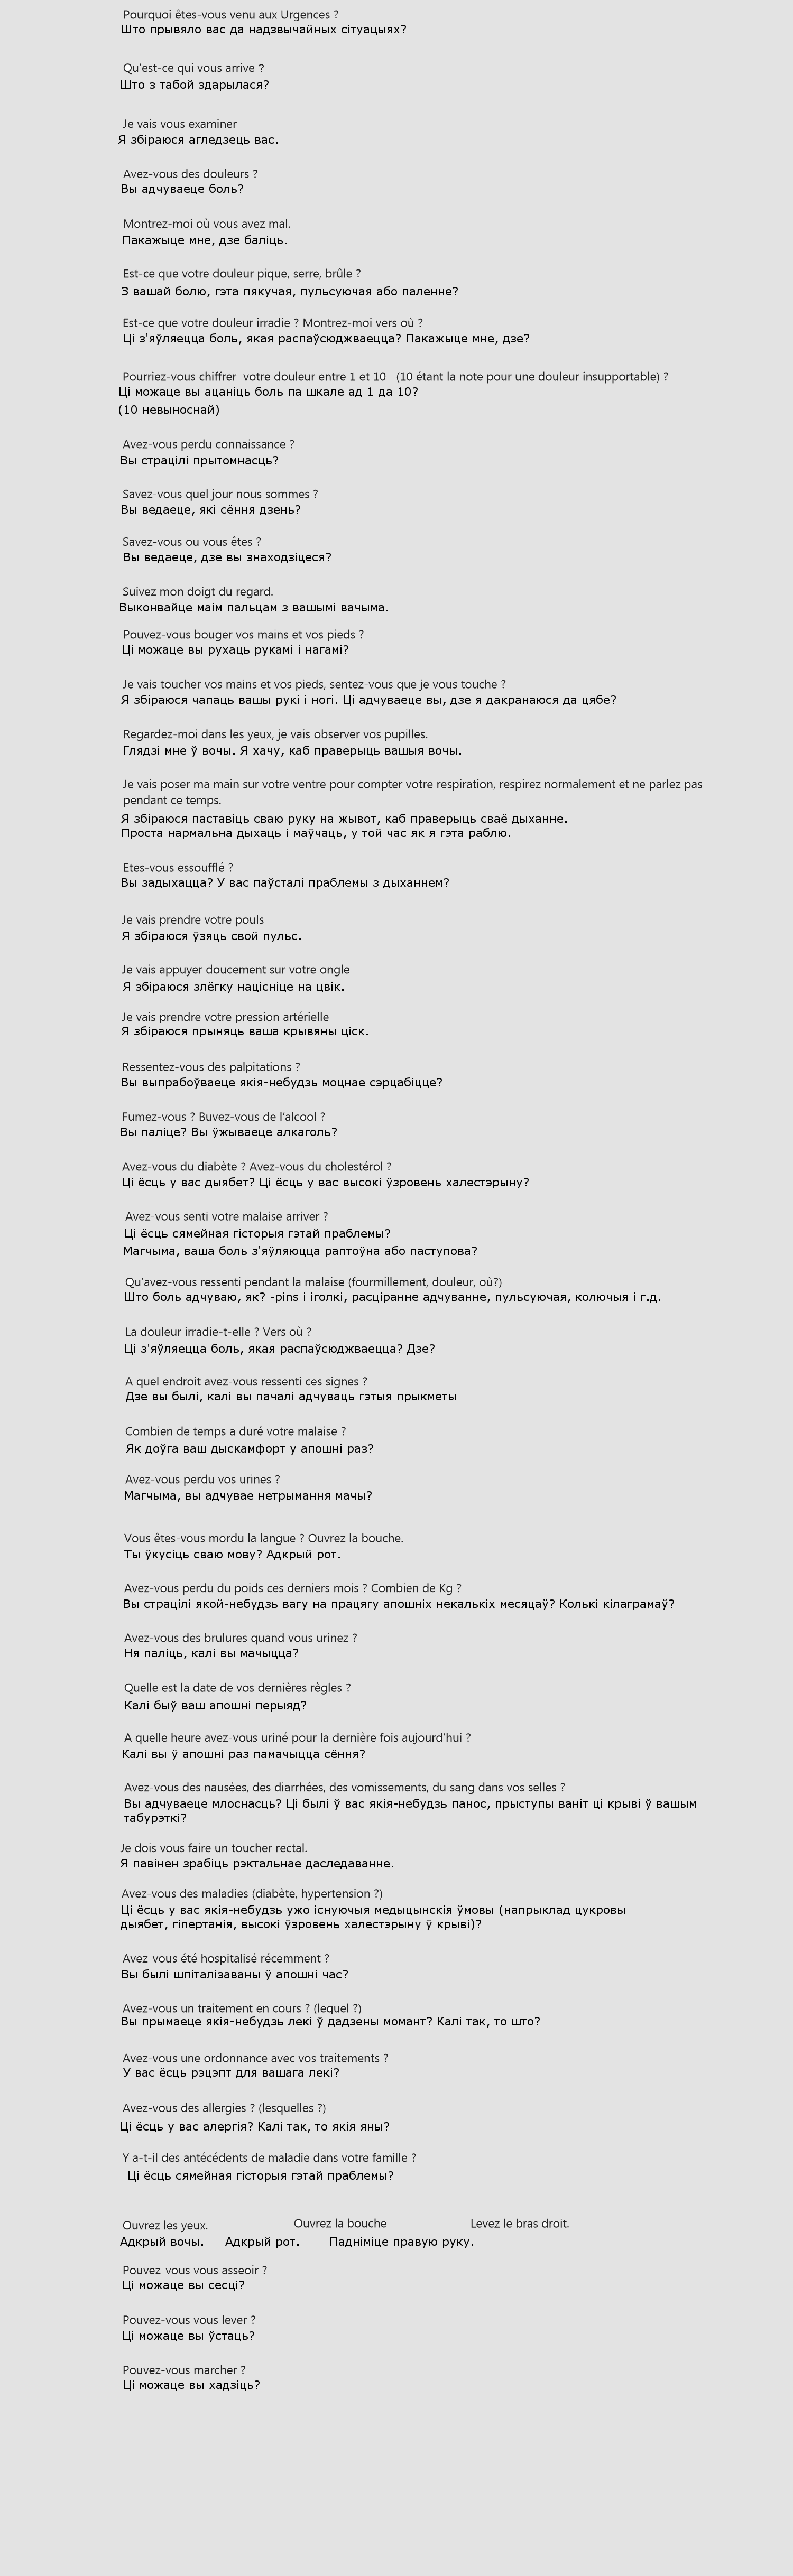 Pourquoi êtes-vous venu aux Urgences ?
Што прывяло вас да надзвычайных сітуацыях?
Qu'est-ce qui vous arrive ?
Што з табой здарылася?
Je vais vous examiner
Я збіраюся агледзець вас.
Avez-vous des douleurs ?
Вы адчуваеце боль?
Montrez-moi où vous avez mal.
Пакажыце мне, дзе баліць.
Est-ce que votre douleur pique, serre, brûle ?
З вашай болю, гэта пякучая, пульсуючая або паленне?
Est-ce que votre douleur irradie ? Montrez-moi vers où ?
Ці з'яўляецца боль, якая распаўсюджваецца? Пакажыце мне, дзе?
Pourriez-vous chiffrer votre douleur entre 1 et 10 (10 étant la note pour une douleur insupportable) ?
Ці можаце вы ацаніць боль па шкале ад 1 да 10?
(10 невыноснай)
Avez-vous perdu connaissance ?
Вы страцілі прытомнасць?
Savez-vous quel jour nous sommes ?
Вы ведаеце, які сёння дзень?
Savez-vous ou vous êtes ?
Вы ведаеце, дзе вы знаходзіцеся?
Suivez mon doigt du regard.
Выконвайце маім пальцам з вашымі вачыма.
Pouvez-vous bouger vos mains et vos pieds ?
Ці можаце вы рухаць рукамі і нагамі?
Je vais toucher vos mains et vos pieds, sentez-vous que je vous touche ?
Я збіраюся чапаць вашы рукі і ногі. Ці адчуваеце вы, дзе я дакранаюся да цябе?
Regardez-moi dans les yeux, je vais observer vos pupilles.
Глядзі мне ў вочы. Я хачу, каб праверыць вашыя вочы.
Je vais poser ma main sur votre ventre pour compter votre respiration, respirez normalement et ne parlez pas
pendant ce temps.
Я збіраюся паставіць сваю руку на жывот, каб праверыць сваё дыханне.
Проста нармальна дыхаць і маўчаць, у той час як я гэта раблю.
Etes-vous essoufflé ?
Вы задыхацца? У вас паўсталі праблемы з дыханнем?
Je vais prendre votre pouls
Я збіраюся ўзяць свой пульс.
Je vais appuyer doucement sur votre ongle
Я збіраюся злёгку націсніце на цвік.
Je vais prendre votre pression artérielle
Я збіраюся прыняць ваша крывяны ціск.
Ressentez-vous des palpitations ?
Вы выпрабоўваеце якія-небудзь моцнае сэрцабіцце?
Fumez-vous ? Buvez-vous de l'alcool ?
Вы паліце? Вы ўжываеце алкаголь?
Avez-vous du diabète ? Avez-vous du cholestérol ?
Ці ёсць у вас дыябет? Ці ёсць у вас высокі ўзровень халестэрыну?
Avez-vous senti votre malaise arriver ?
Ці ёсць сямейная гісторыя гэтай праблемы?
Магчыма, ваша боль з'яўляюцца раптоўна або паступова?
Qu'avez-vous ressenti pendant la malaise (fourmillement, douleur, où?)
Што боль адчуваю, як? -pins і іголкі, расціранне адчуванне, пульсуючая, колючыя і г.д.
La douleur irradie-t-elle ? Vers où ?
Ці з'яўляецца боль, якая распаўсюджваецца? Дзе?
A quel endroit avez-vous ressenti ces signes ?
Дзе вы былі, калі вы пачалі адчуваць гэтыя прыкметы
Combien de temps a duré votre malaise ?
Як доўга ваш дыскамфорт у апошні раз?
Avez-vous perdu vos urines ?
Магчыма, вы адчувае нетрымання мачы?
Vous êtes-vous mordu la langue ? Ouvrez la bouche.
Ты ўкусіць сваю мову? Адкрый рот.
Avez-vous perdu du poids ces derniers mois ? Combien de Kg ?
Вы страцілі якой-небудзь вагу на працягу апошніх некалькіх месяцаў? Колькі кілаграмаў?
Avez-vous des brulures quand vous urinez ?
Ня паліць, калі вы мачыцца?
Quelle est la date de vos dernières règles ?
Калі быў ваш апошні перыяд?
A quelle heure avez-vous uriné pour la dernière fois aujourd'hui ?
Калі вы ў апошні раз памачыцца сёння?
Avez-vous des nausées, des diarrhées, des vomissements, du sang dans vos selles ?
Вы адчуваеце млоснасць? Ці былі ў вас якія-небудзь панос, прыступы ваніт ці крыві ў вашым
табурэткі?
Je dois vous faire un toucher rectal.
Я павінен зрабіць рэктальнае даследаванне.
Avez-vous des maladies (diabète, hypertension ?)
Ці ёсць у вас якія-небудзь ужо існуючыя медыцынскія ўмовы (напрыклад цукровы
дыябет, гіпертанія, высокі ўзровень халестэрыну ў крыві)?
Avez-vous été hospitalisé récemment ?
Вы былі шпіталізаваны ў апошні час?
Avez-vous un traitement en cours ? (lequel ?)
Вы прымаеце якія-небудзь лекі ў дадзены момант? Калі так, то што?
Avez-vous une ordonnance avec vos traitements ?
У вас ёсць рэцэпт для вашага лекі?
Avez-vous des allergies ? (lesquelles ?)
Ці ёсць у вас алергія? Калі так, то якія яны?
Y a-t-il des antécédents de maladie dans votre famille ?
Ці ёсць сямейная гісторыя гэтай праблемы?
Ouvrez les yeux. Ouvrez la bouche Levez le bras droit.
Адкрый вочы. Адкрый рот. Падніміце правую руку.
Pouvez-vous vous asseoir ?
Ці можаце вы сесці?
Pouvez-vous vous lever ?
Ці можаце вы ўстаць?
Pouvez-vous marcher ?
Ці можаце вы хадзіць?